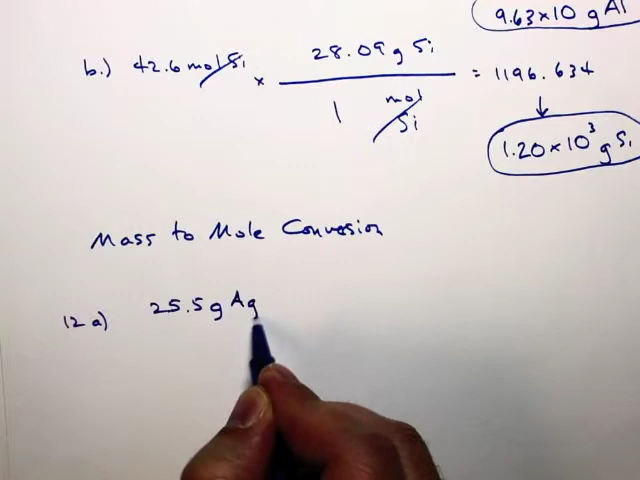 9.63×10 g Al
b.) 42.6 mol Si × 28.09 g Si = 1196.634
1 mol Si
1.20×10³ g Si
Mass to Mole Conversion
12 a) 25.5 g Ag